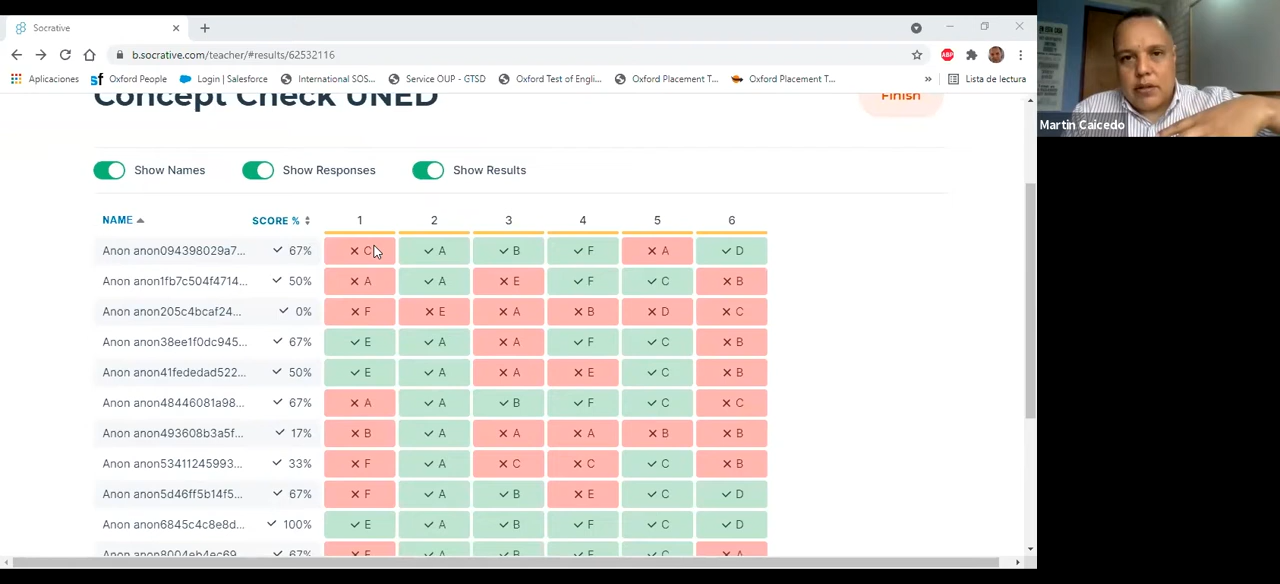 Socrative
b.socrative.com/teacher/#results/62532116
ABP
Aplicaciones Oxford People Login | Salesforce International SOS... Service OUP - GTSD Oxford Test of Engli... Oxford Placement T... Oxford Placement T... » Lista de lectura
Concept Check UNED
Finish
Show Names Show Responses Show Results
NAME SCORE % 1 2 3 4 5 6
Anon anon094398029a7... 67% C A B F A D
Anon anon1fb7c504f4714... 50% A A E F C B
Anon anon205c4bcaf24... 0% F E A B D C
Anon anon38ee1f0dc945... 67% E A A F C B
Anon anon41fededad522... 50% E A A E C B
Anon anon48446081a98... 67% A A B F C C
Anon anon493608b3a5f... 17% B A A A B B
Anon anon53411245993... 33% F A C C C B
Anon anon5d46ff5b14f5... 67% F A B E C D
Anon anon6845c4c8e8d... 100% E A B F C D
Anon anon8004eb4ec69... 67% A B F C A
Martin Caicedo